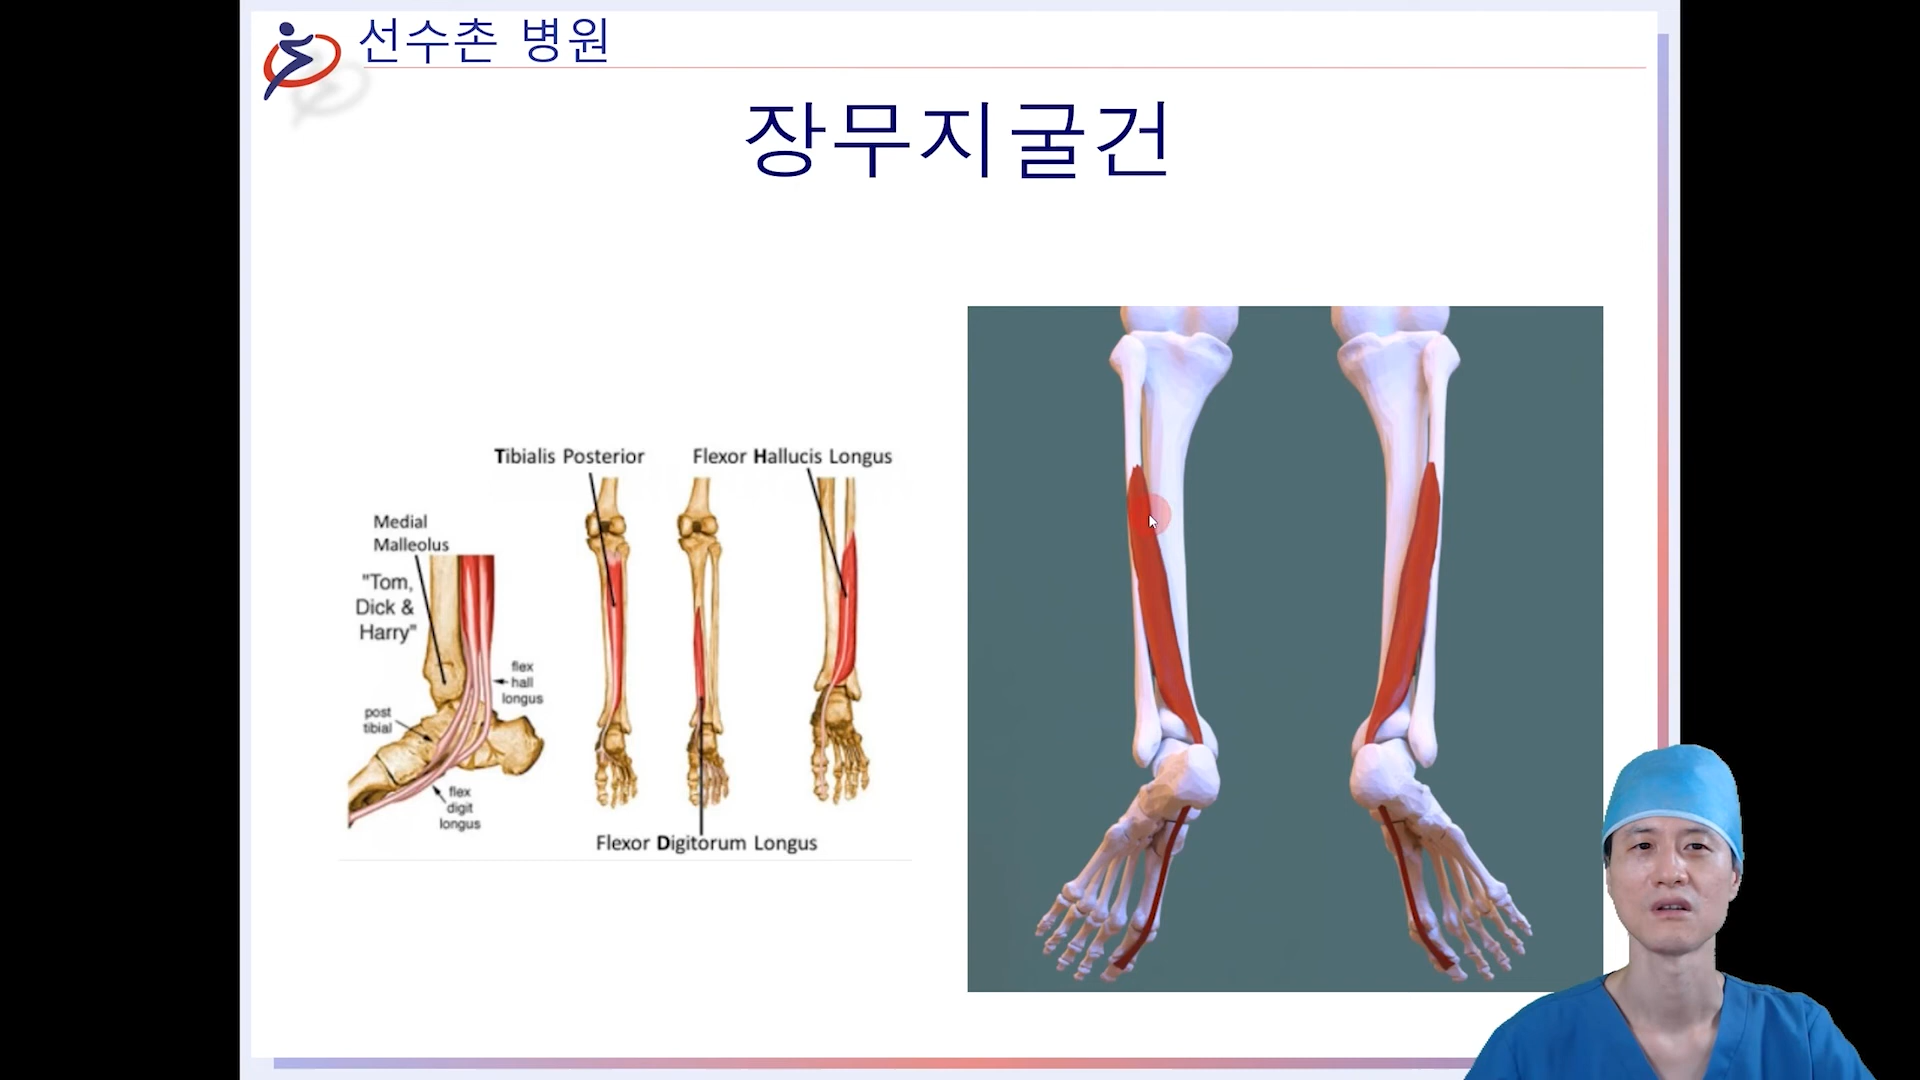 선수촌 병원
장무지굴건
Tibialis Posterior
Flexor Hallucis Longus
Medial
Malleolus
"Tom,
Dick &
Harry"
flex
hall
longus
post
tibial
flex
digit
longus
Flexor Digitorum Longus